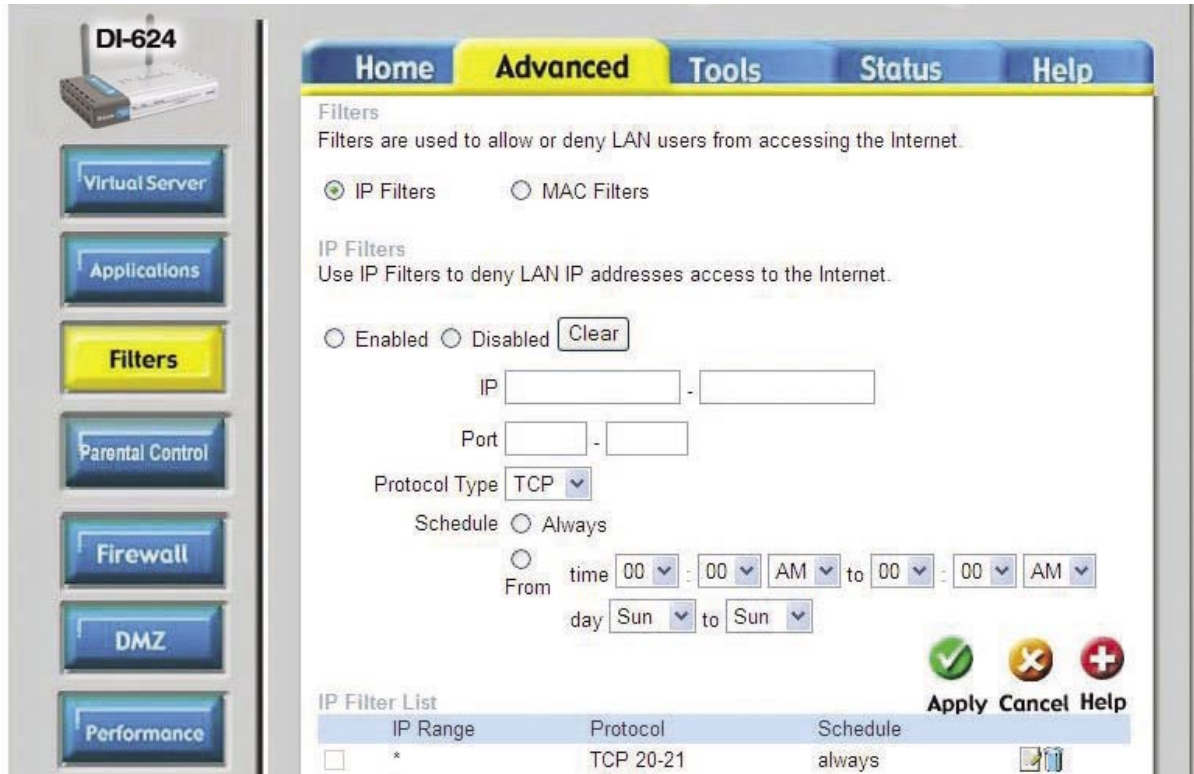 DI-624
Home Advanced Tools Status Help
Virtual Server
Applications
Filters
Parental Control
Firewall
DMZ
Performance
Filters
Filters are used to allow or deny LAN users from accessing the Internet.
IP Filters MAC Filters
IP Filters
Use IP Filters to deny LAN IP addresses access to the Internet.
Enabled Disabled Clear
IP -
Port -
Protocol Type TCP
Schedule Always
From time 00 : 00 AM to 00 : 00 AM
day Sun to Sun
Apply Cancel Help
IP Filter List
IP Range Protocol Schedule
* TCP 20-21 always